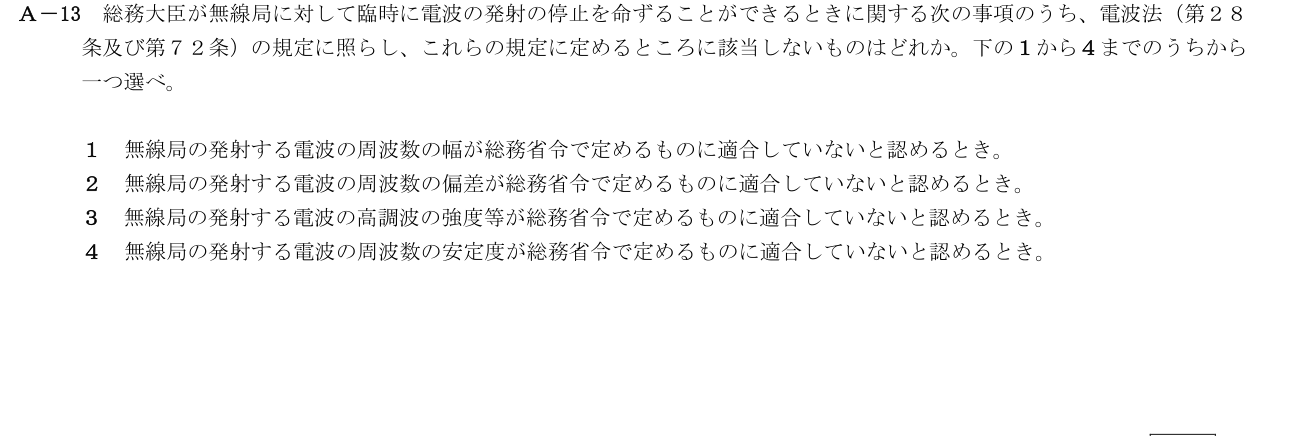 A－13　総務大臣が無線局に対して臨時に電波の発射の停止を命ずることができるときに関する次の事項のうち、電波法（第２８
条及び第７２条）の規定に照らし、これらの規定に定めるところに該当しないものはどれか。下の１から４までのうちから
一つ選べ。
１　無線局の発射する電波の周波数の幅が総務省令で定めるものに適合していないと認めるとき。
２　無線局の発射する電波の周波数の偏差が総務省令で定めるものに適合していないと認めるとき。
３　無線局の発射する電波の高調波の強度等が総務省令で定めるものに適合していないと認めるとき。
４　無線局の発射する電波の周波数の安定度が総務省令で定めるものに適合していないと認めるとき。